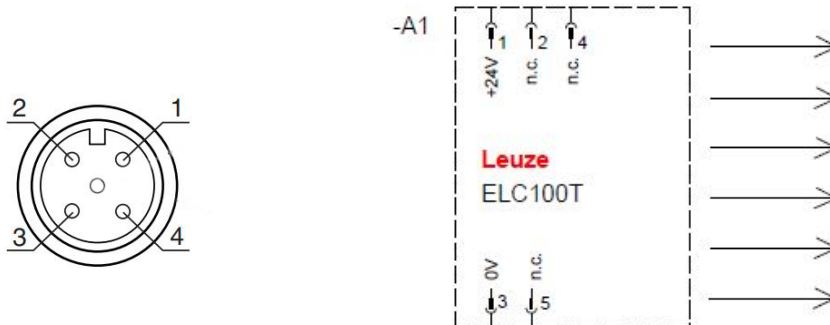 2 1
3 4
-A1
1 2 4
+24V n.c. n.c.
Leuze
ELC100T
0V n.c.
3 5